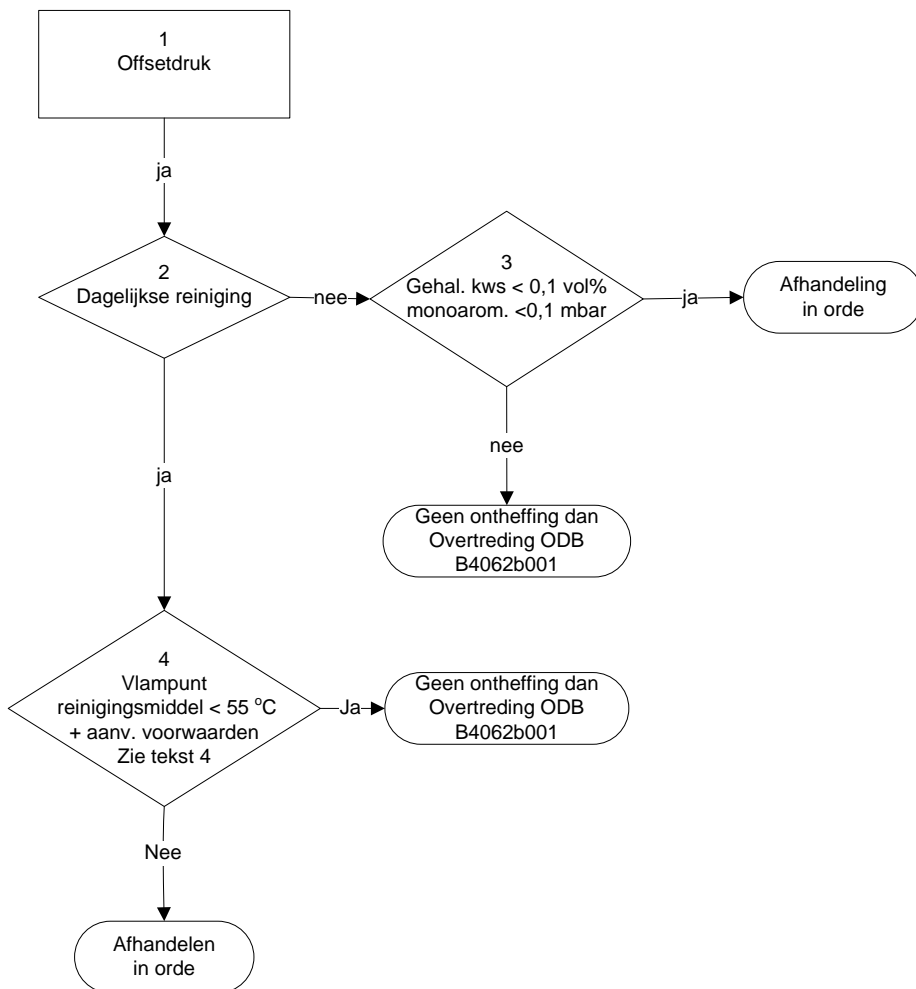 1
Offsetdruk
ja
2
Dagelijkse reiniging
nee
3
Gehal. kws < 0,1 vol%
monoarom. <0,1 mbar
ja
Afhandeling
in orde
nee
Geen ontheffing dan
Overtreding ODB
B4062b001
ja
4
Vlampunt
reinigingsmiddel < 55 °C
+ aanv. voorwaarden
Zie tekst 4
Ja
Geen ontheffing dan
Overtreding ODB
B4062b001
Nee
Afhandelen
in orde